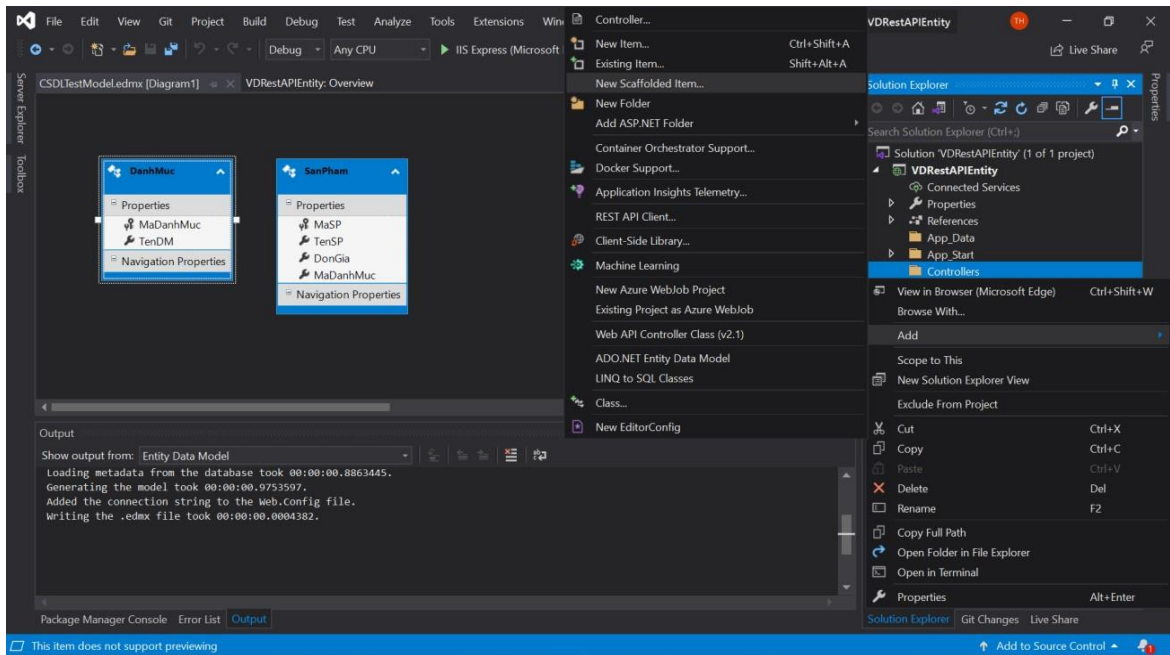 File Edit View Git Project Build Debug Test Analyze Tools Extensions Win
VDRestAPIEntity TH
Debug Any CPU IIS Express (Microsoft
Live Share
Server Explorer
Toolbox
CSDLTestModel.edmx [Diagram1] VDRestAPIEntity: Overview
DanhMuc
Properties
MaDanhMuc
TenDM
Navigation Properties
SanPham
Properties
MaSP
TenSP
DonGia
MaDanhMuc
Navigation Properties
Output
Show output from: Entity Data Model
Loading metadata from the database took 00:00:00.8863445.
Generating the model took 00:00:00.9753597.
Added the connection string to the Web.Config file.
Writing the .edmx file took 00:00:00.0004382.
Package Manager Console Error List Output
This item does not support previewing
Controller...
New Item... Ctrl+Shift+A
Existing Item... Shift+Alt+A
New Scaffolded Item...
New Folder
Add ASP.NET Folder
Container Orchestrator Support...
Docker Support...
Application Insights Telemetry...
REST API Client...
Client-Side Library...
Machine Learning
New Azure WebJob Project
Existing Project as Azure WebJob
Web API Controller Class (v2.1)
ADO.NET Entity Data Model
LINQ to SQL Classes
Class...
New EditorConfig
Solution Explorer
Search Solution Explorer (Ctrl+;)
Solution 'VDRestAPIEntity' (1 of 1 project)
VDRestAPIEntity
Connected Services
Properties
References
App_Data
App_Start
Controllers
View in Browser (Microsoft Edge) Ctrl+Shift+W
Browse With...
Add
Scope to This
New Solution Explorer View
Exclude From Project
Cut Ctrl+X
Copy Ctrl+C
Paste Ctrl+V
Delete Del
Rename F2
Copy Full Path
Open Folder in File Explorer
Open in Terminal
Properties Alt+Enter
Solution Explorer Git Changes Live Share
Add to Source Control
1
Properties